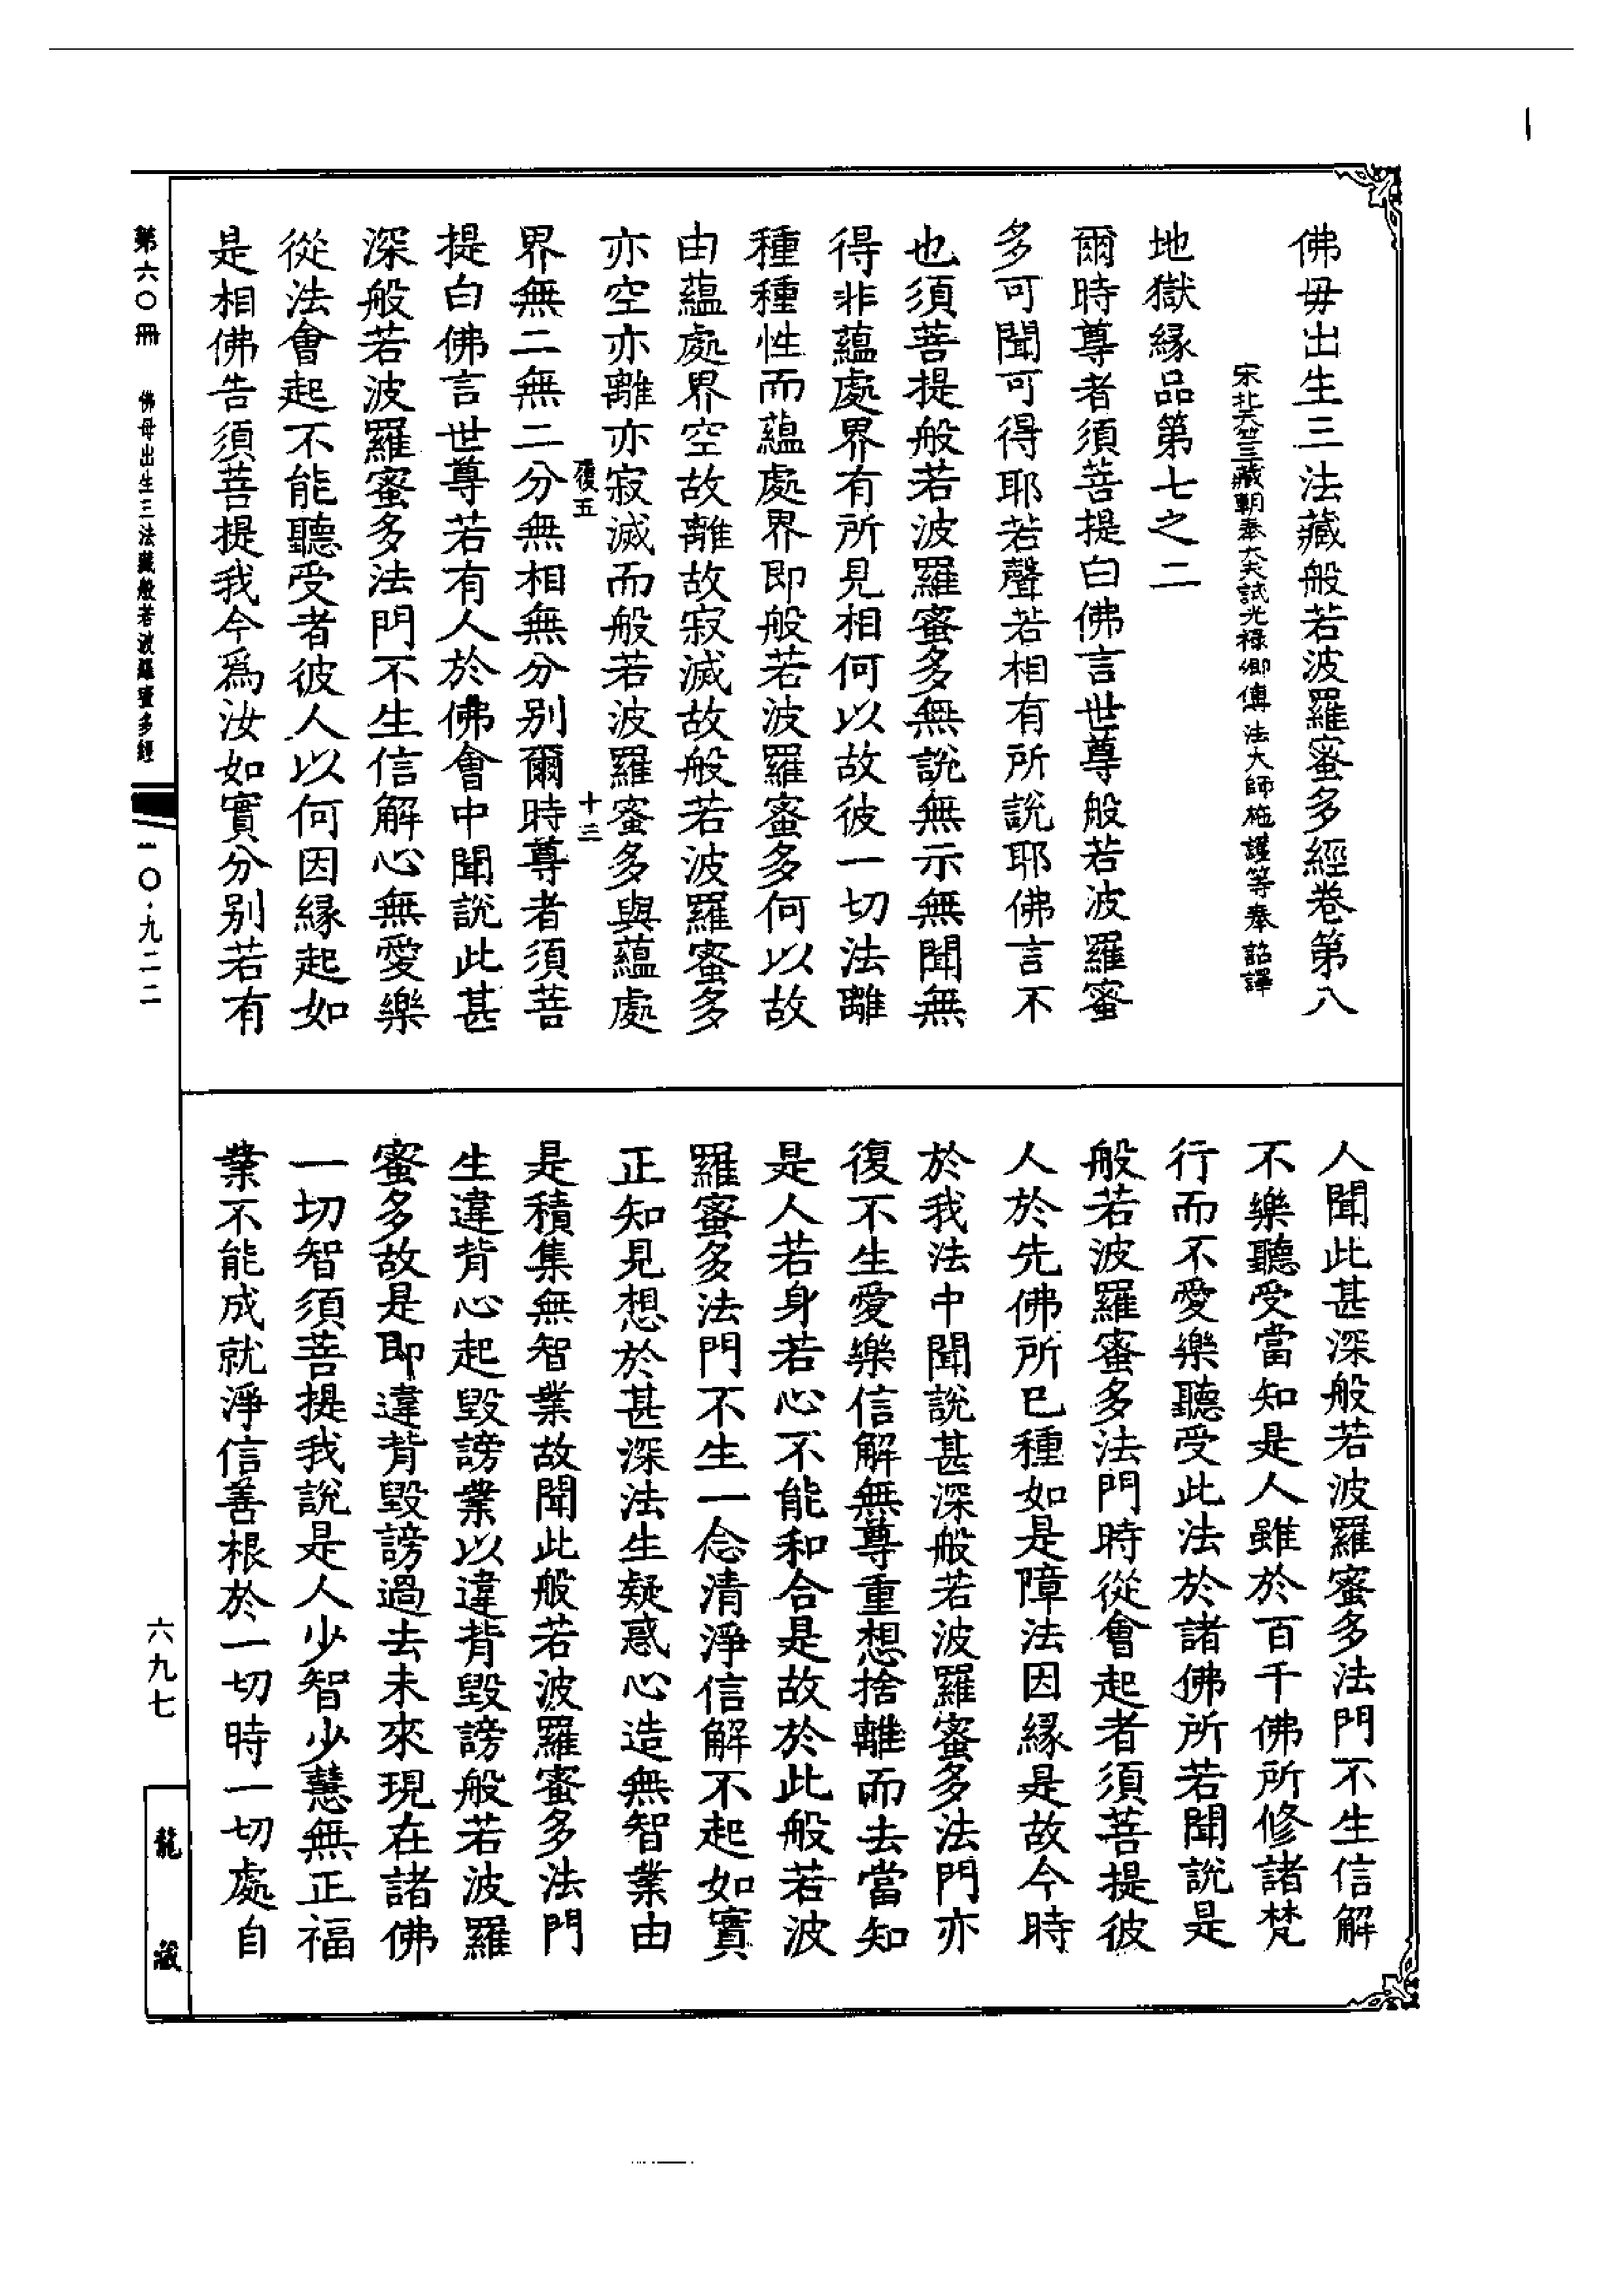 佛毋出生三法藏般若波羅蜜多經卷第八
宋北天竺三藏朝奉大夫試光祿卿傳法大師施護等奉詔譯
地獄緣品第七之二
爾時尊者須菩提白佛言世尊般若波羅蜜
多可聞可得耶若聲若相有所說耶佛言不
也須菩提般若波羅蜜多無說無示無聞無
得非蘊處界有所見相何以故彼一切法離
種種性而蘊處界即般若波羅蜜多何以故
由蘊處界空故離故寂滅故般若波羅蜜多
亦空亦離亦寂滅而般若波羅蜜多與蘊處
復五
十三
界無二無二分無相無分别爾時尊者須菩
提白佛言世尊若有人於佛會中聞說此甚
深般若波羅蜜多法門不生信解心無愛樂
從法會起不能聽受者彼人以何因緣起如
是相佛告須菩提我今爲汝如實分别若有
人聞此甚深般若波羅蜜多法門不生信解
不樂聽受當知是人雖於百千佛所修諸梵
行而不愛樂聽受此法於諸佛所若聞說是
般若波羅蜜多法門時從會起者須菩提彼
人於先佛所已種如是障法因緣是故今時
於我法中聞說甚深般若波羅蜜多法門亦
復不生愛樂信解無尊重想捨離而去當知
是人若身若心不能和合是故於此般若波
羅蜜多法門不生一念清淨信解不起如實
正知見想於甚深法生疑惑心造無智業由
是積集無智業故聞此般若波羅蜜多法門
生違背心起毀謗業以違背毀謗般若波羅
蜜多故是即違背毀謗過去未來現在諸佛
一切智須菩提我說是人少智少慧無正福
業不能成就淨信善根於一切時一切處自
第六〇冊
佛母出生三法藏般若波羅蜜多經
一〇·九二二
六九七
龍藏